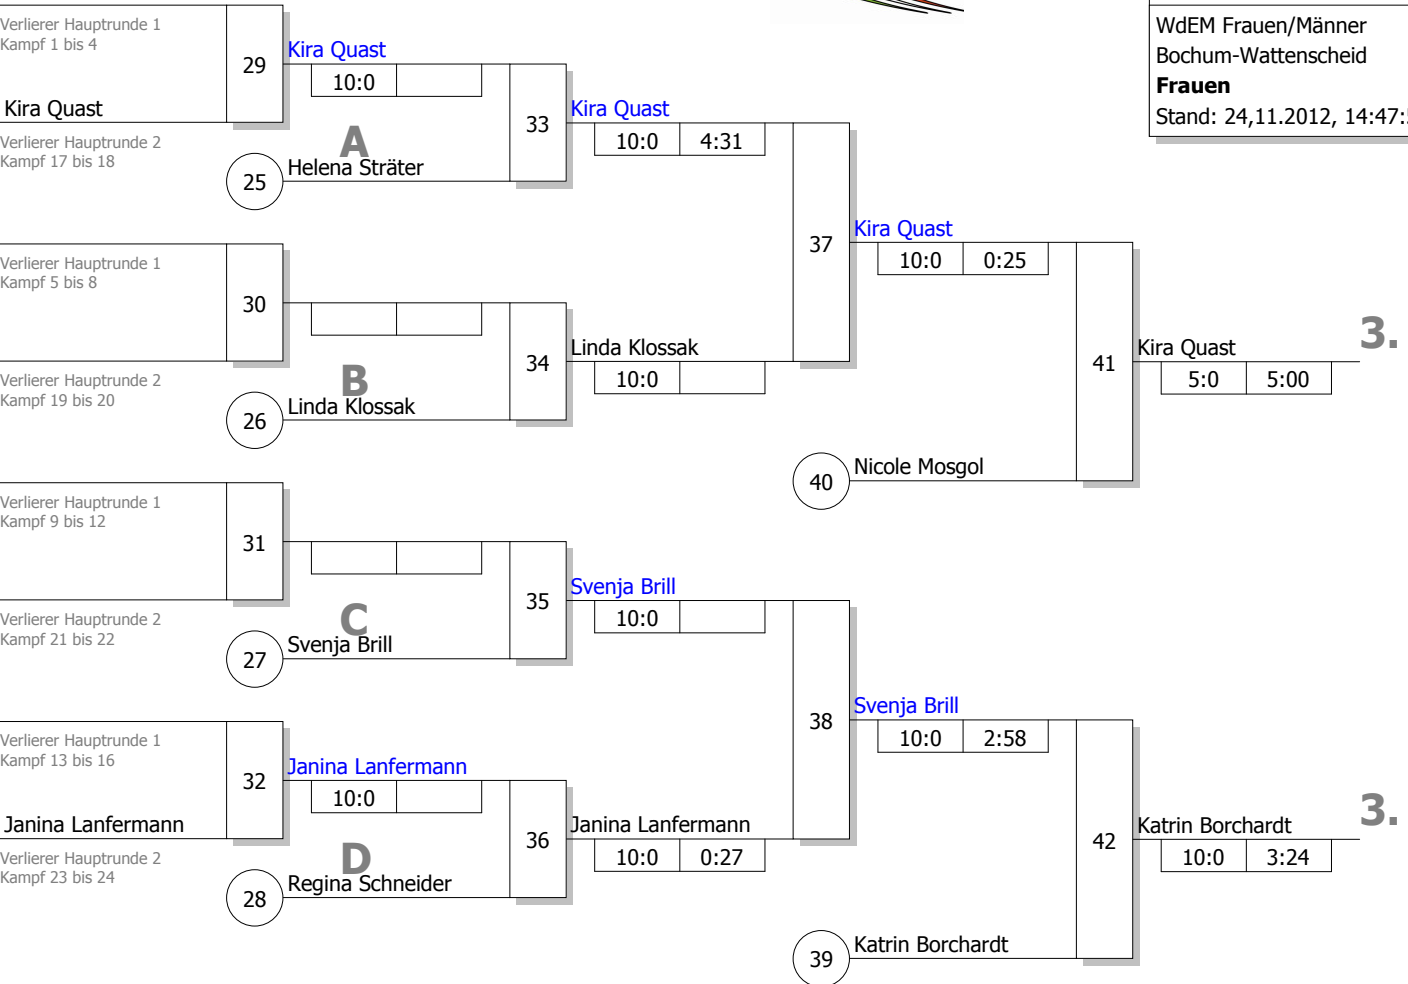 WdEM Frauen/Männer
Bochum-Wattenscheid
Frauen
Stand: 24,11.2012, 14:47:
Verlierer Hauptrunde 1
Kampf 1 bis 4
29
Kira Quast
10:0
Kira Quast
Verlierer Hauptrunde 2
Kampf 17 bis 18
A
25
Helena Sträter
33
Kira Quast
10:0 4:31
Verlierer Hauptrunde 1
Kampf 5 bis 8
30
Verlierer Hauptrunde 2
Kampf 19 bis 20
B
26
Linda Klossak
34
Linda Klossak
10:0
37
Kira Quast
10:0 0:25
40
Nicole Mosgol
41
Kira Quast
5:0 5:00
3.
Verlierer Hauptrunde 1
Kampf 9 bis 12
31
Verlierer Hauptrunde 2
Kampf 21 bis 22
C
27
Svenja Brill
35
Svenja Brill
10:0
Verlierer Hauptrunde 1
Kampf 13 bis 16
32
Janina Lanfermann
10:0
Janina Lanfermann
Verlierer Hauptrunde 2
Kampf 23 bis 24
D
28
Regina Schneider
36
Janina Lanfermann
10:0 0:27
38
Svenja Brill
10:0 2:58
39
Katrin Borchardt
42
Katrin Borchardt
10:0 3:24
3.